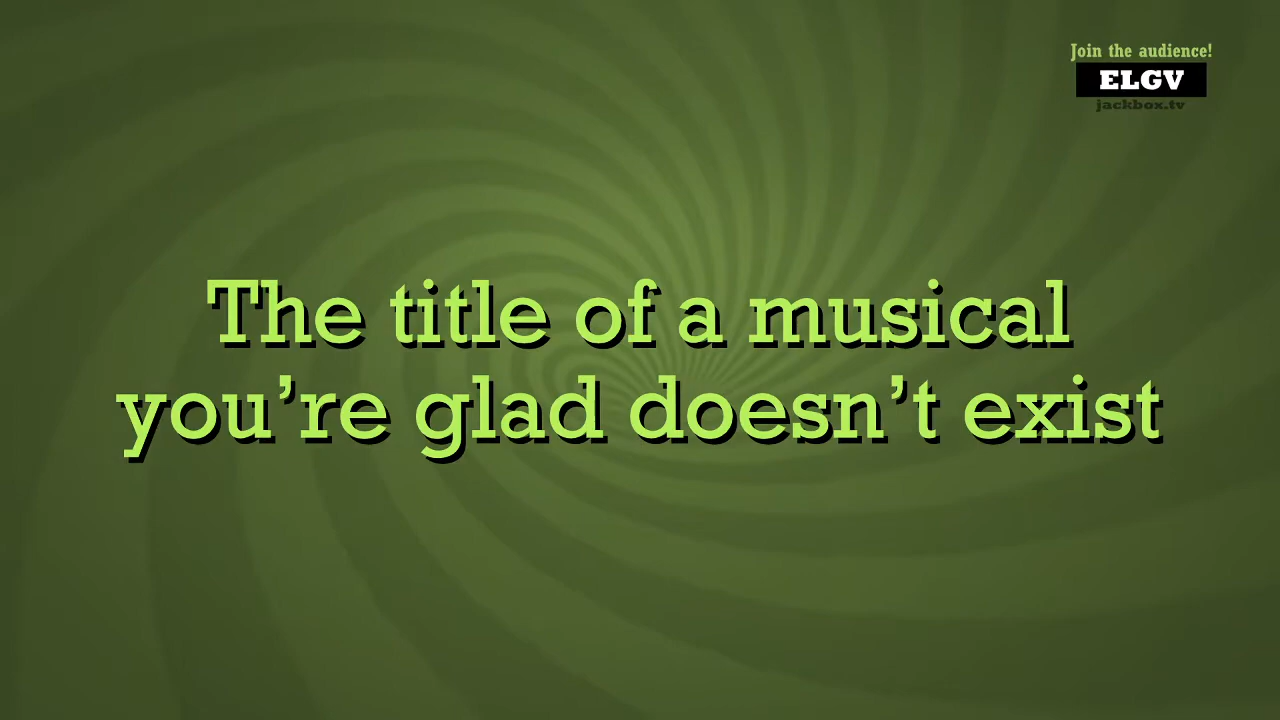 Join the audience!
ELGV
jackbox.tv
The title of a musical
you’re glad doesn’t exist